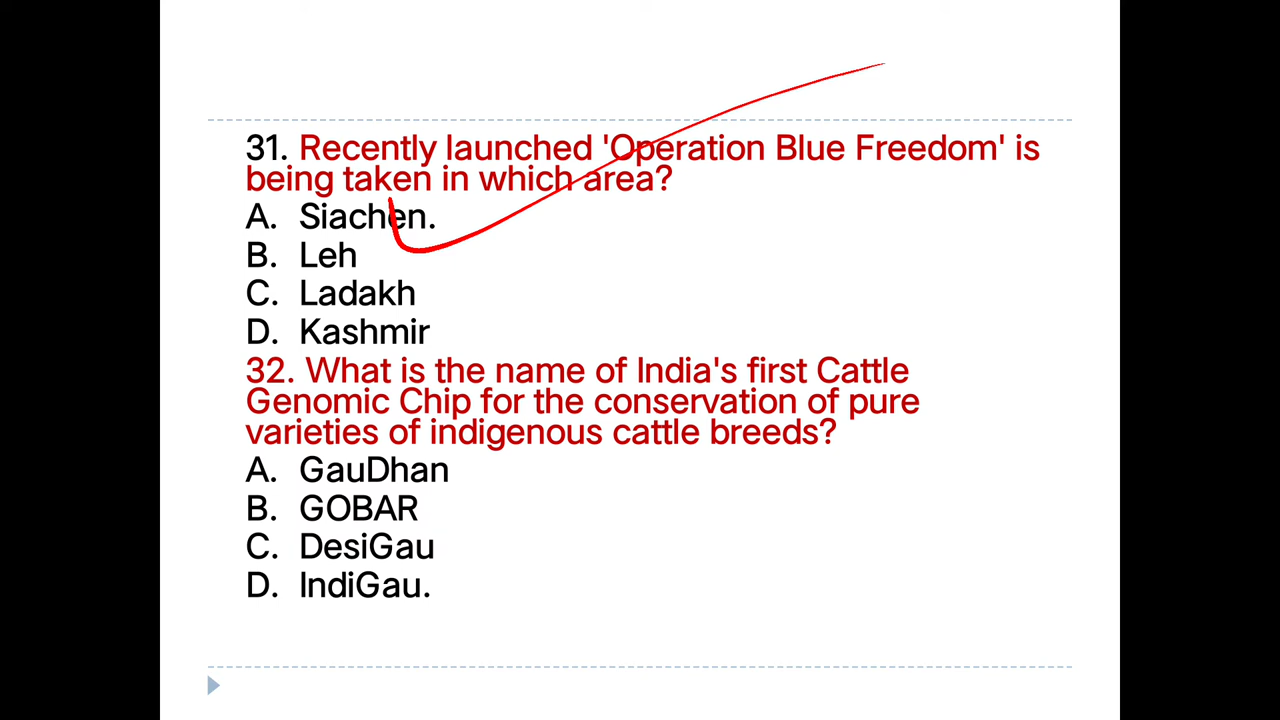 31. Recently launched 'Operation Blue Freedom' is
being taken in which area?
A. Siachen.
B. Leh
C. Ladakh
D. Kashmir
32. What is the name of India's first Cattle
Genomic Chip for the conservation of pure
varieties of indigenous cattle breeds?
A. GauDhan
B. GOBAR
C. DesiGau
D. IndiGau.